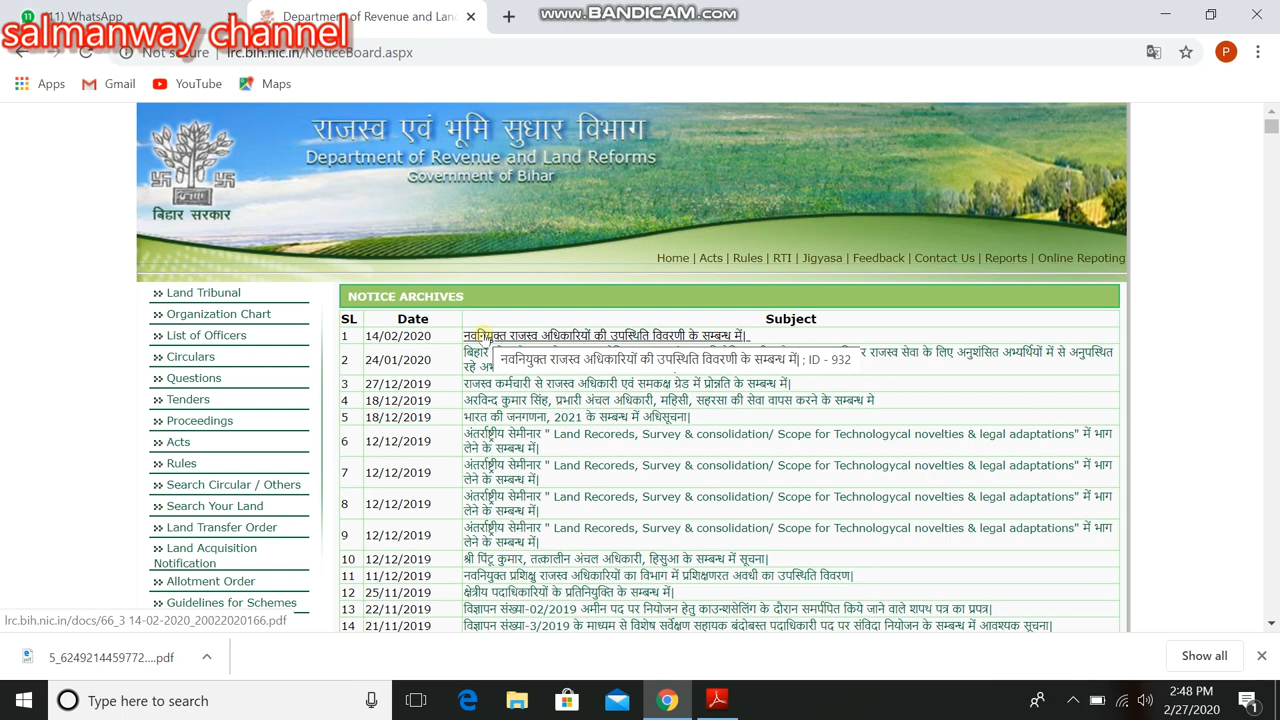 11) WhatsApp
Department of Revenue and Lan
www.BANDICAM.com
salmanway channel
Not secure
lrc.bih.nic.in/NoticeBoard.aspx
P
Apps
Gmail
YouTube
Maps
राजस्व एवं भूमि सुधार विभाग
Department of Revenue and Land Reforms
Government of Bihar
बिहार सरकार
Home | Acts | Rules | RTI | Jigyasa | Feedback | Contact Us | Reports | Online Repoting
Land Tribunal
Organization Chart
List of Officers
Circulars
Questions
Tenders
Proceedings
Acts
Rules
Search Circular / Others
Search Your Land
Land Transfer Order
Land Acquisition
Notification
Allotment Order
Guidelines for Schemes
NOTICE ARCHIVES
SL Date Subject
1 14/02/2020 नवनियुक्त राजस्व अधिकारियों की उपस्थिति विवरणी के सम्बन्ध में|
नवनियुक्त राजस्व अधिकारियों की उपस्थिति विवरणी के सम्बन्ध में| ; ID - 932
2 24/01/2020 बिहार राजस्व सेवा के लिए अनुशंसित अभ्यर्थियों में से अनुपस्थित
रहे
3 27/12/2019 राजस्व कर्मचारी से राजस्व अधिकारी एवं समकक्ष ग्रेड में प्रोन्नति के सम्बन्ध में|
4 18/12/2019 अरविन्द कुमार सिंह, प्रभारी अंचल अधिकारी, महिसी, सहरसा की सेवा वापस करने के सम्बन्ध मे
5 18/12/2019 भारत की जनगणना, 2021 के सम्बन्ध में अधिसूचना|
6 12/12/2019 अंतर्राष्ट्रीय सेमीनार " Land Recoreds, Survey & consolidation/ Scope for Technologycal novelties & legal adaptations" में भाग
लेने के सम्बन्ध में|
7 12/12/2019 अंतर्राष्ट्रीय सेमीनार " Land Recoreds, Survey & consolidation/ Scope for Technologycal novelties & legal adaptations" में भाग
लेने के सम्बन्ध में|
8 12/12/2019 अंतर्राष्ट्रीय सेमीनार " Land Recoreds, Survey & consolidation/ Scope for Technologycal novelties & legal adaptations" में भाग
लेने के सम्बन्ध में|
9 12/12/2019 अंतर्राष्ट्रीय सेमीनार " Land Recoreds, Survey & consolidation/ Scope for Technologycal novelties & legal adaptations" में भाग
लेने के सम्बन्ध में|
10 12/12/2019 श्री पिंटू कुमार, तत्कालीन अंचल अधिकारी, हिसुआ के सम्बन्ध में सूचना|
11 11/12/2019 नवनियुक्त प्रशिक्षु राजस्व अधिकारियों का विभाग में प्रशिक्षणरत अवधी का उपस्थिति विवरण|
12 25/11/2019 क्षेत्रीय पदाधिकारियों के प्रतिनियुक्ति के सम्बन्ध में|
13 22/11/2019 विज्ञापन संख्या-02/2019 अमीन पद पर नियोजन हेतु काउन्शसेलिंग के दौरान समर्पित किये जाने वाले शपथ पत्र का प्रपत्र|
14 21/11/2019 विज्ञापन संख्या-3/2019 के माध्यम से विशेष सर्वेक्षण सहायक बंदोबस्त पदाधिकारी पद पर संविदा नियोजन के सम्बन्ध में आवश्यक सूचना|
lrc.bih.nic.in/docs/66_3 14-02-2020_20022020166.pdf
5_6249214459772....pdf
Show all
Type here to search
2:48 PM
2/27/2020
1